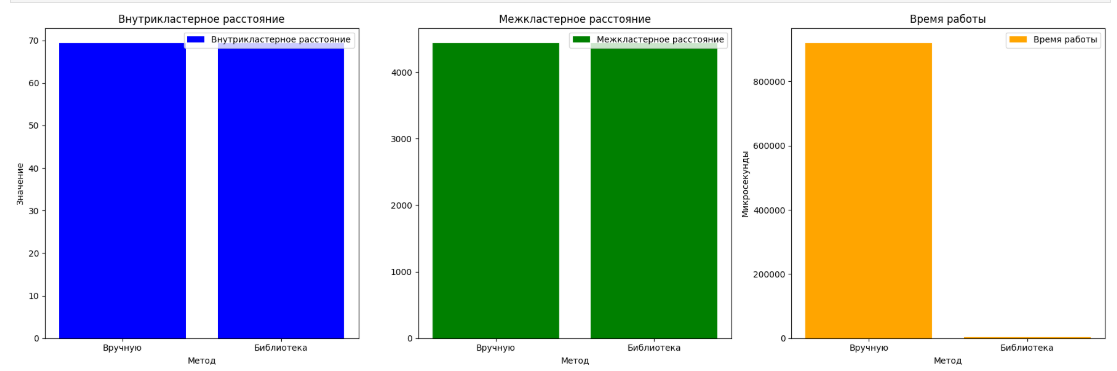 Внутрикластерное расстояние
Внутрикластерное расстояние
70
60
50
40
30
20
10
0
Значение
Вручную
Библиотека
Метод
Межкластерное расстояние
Межкластерное расстояние
4000
3000
2000
1000
0
Вручную
Библиотека
Метод
Время работы
Время работы
800000
600000
400000
200000
0
Микросекунды
Вручную
Библиотека
Метод